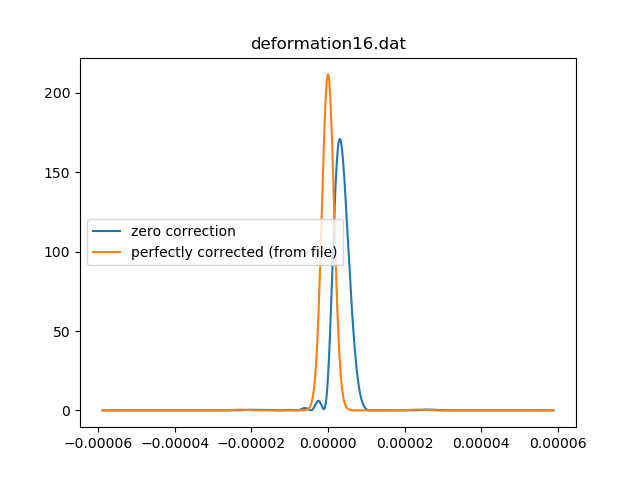 deformation16.dat
200
150
100
50
0
zero correction
perfectly corrected (from file)
−0.00006 −0.00004 −0.00002 0.00000 0.00002 0.00004 0.00006